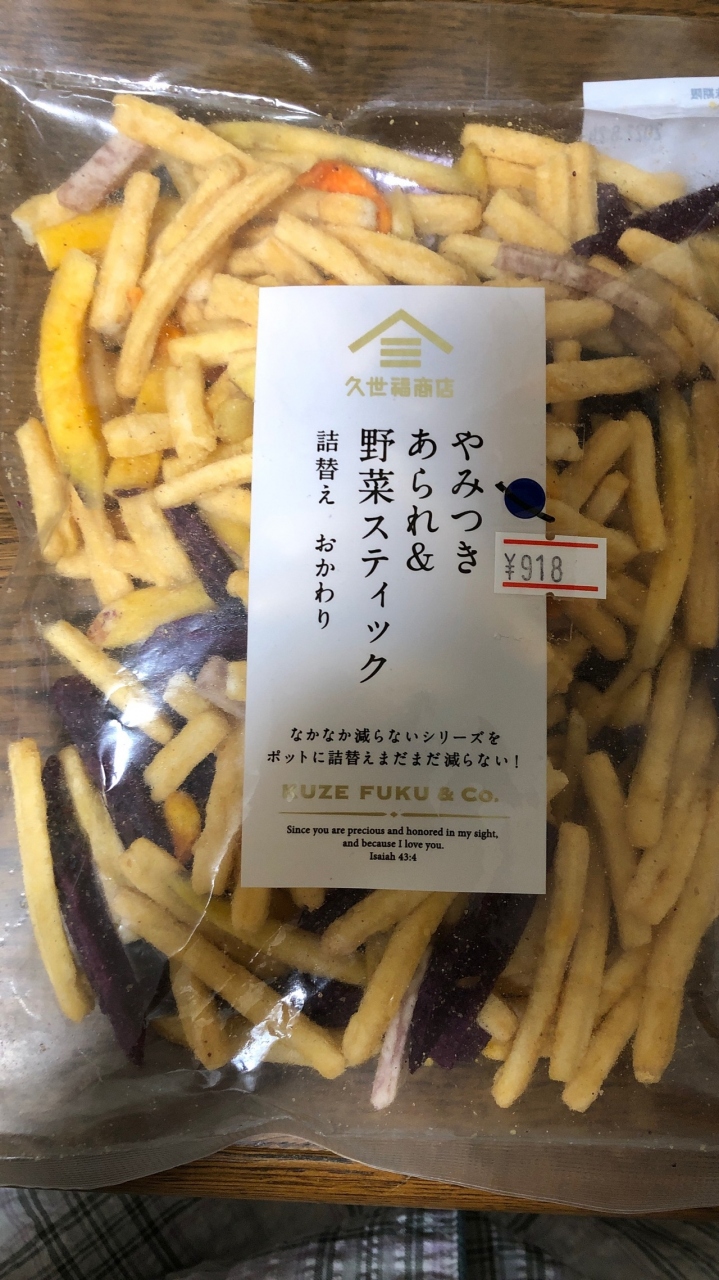 久世福商店
やみつき
あられ&
野菜スティック
詰替え おかわり
¥918
なかなか減らないシリーズを
ポットに詰替えまだまだ減らない!
KUZE FUKU & Co.
Since you are precious and honored in my sight,
and because I love you.
Isaiah 43:4